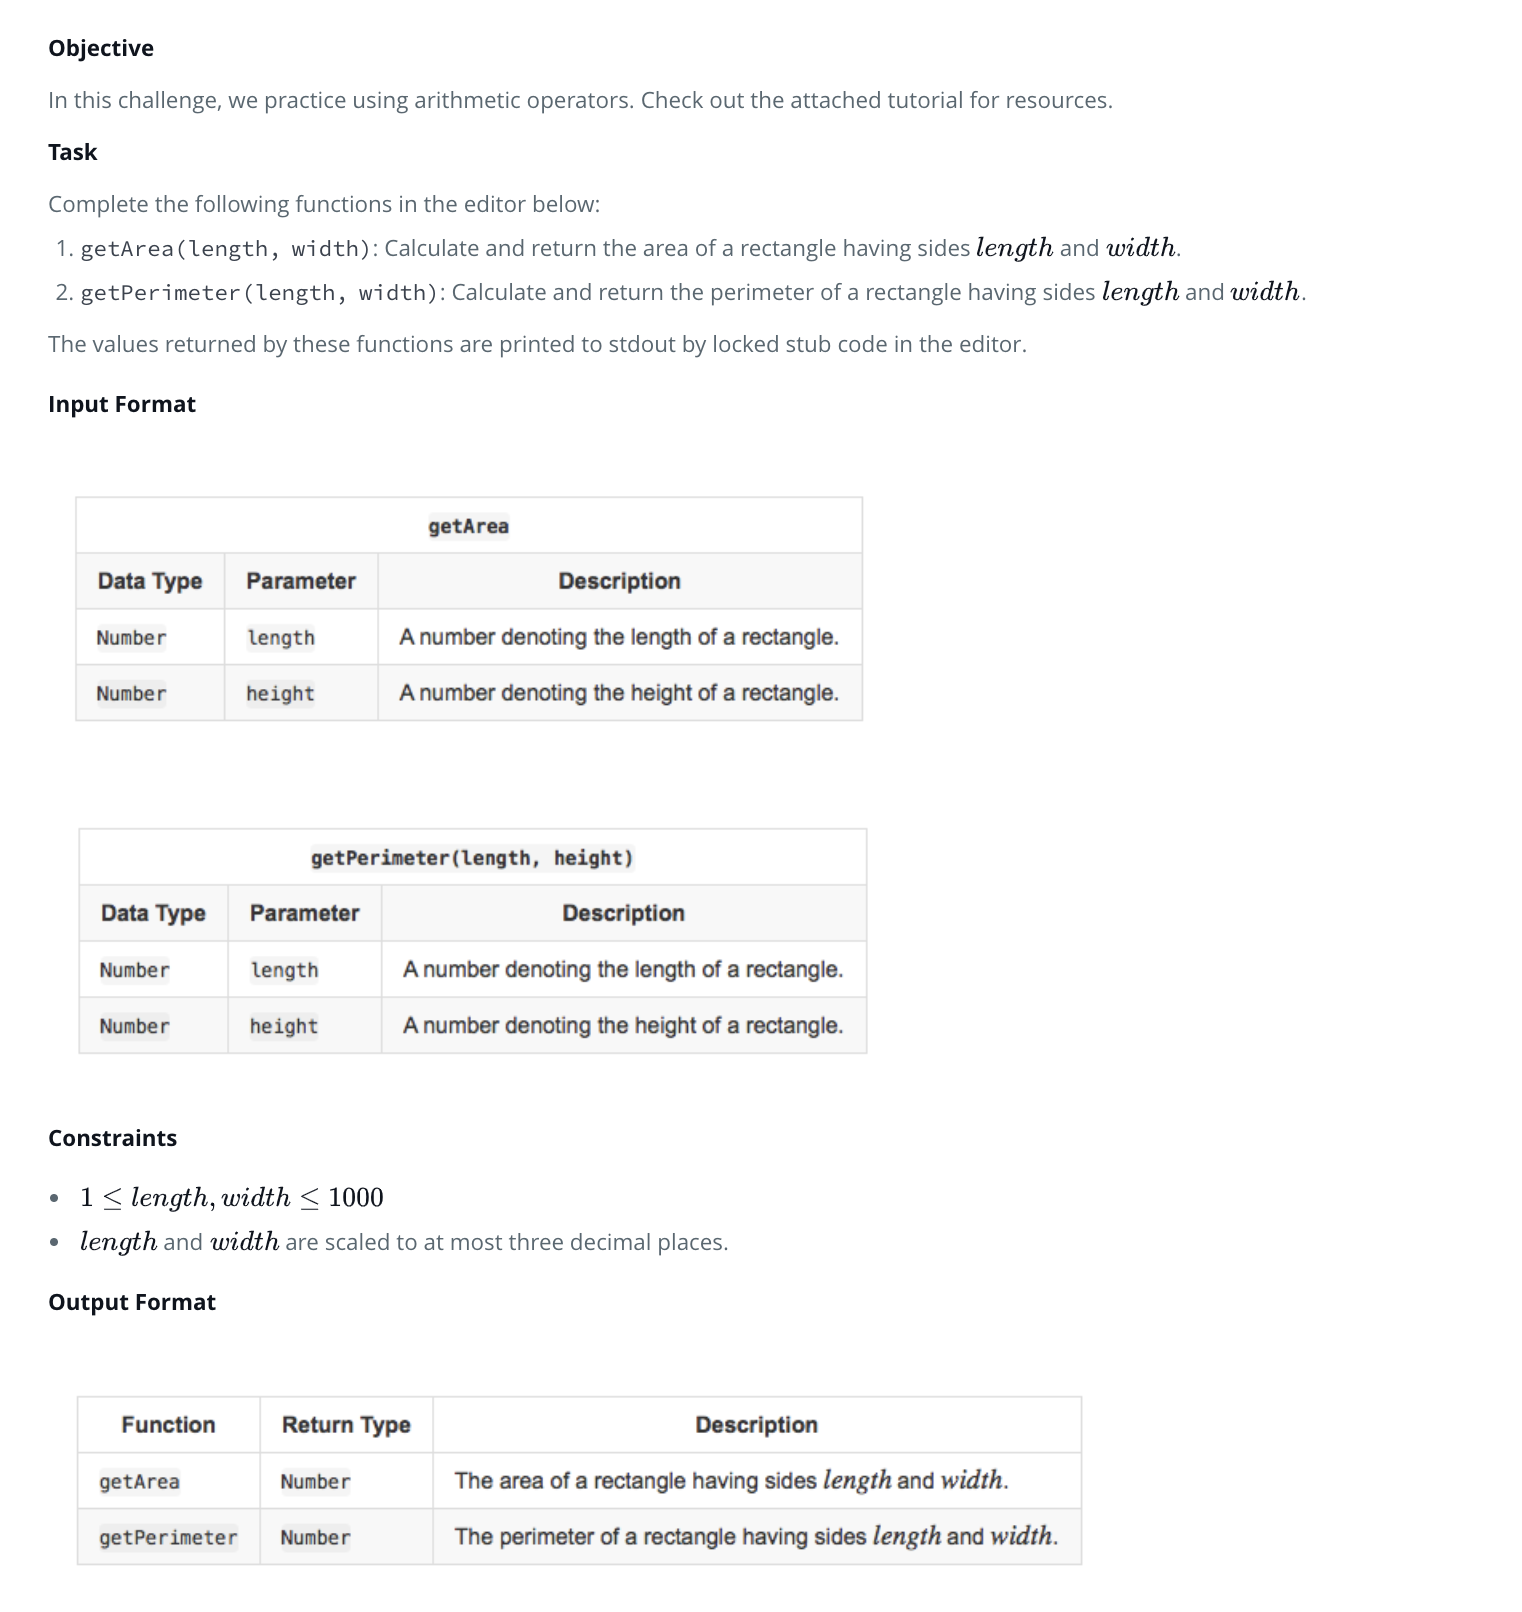 Objective
In this challenge, we practice using arithmetic operators. Check out the attached tutorial for resources.
Task
Complete the following functions in the editor below:
1. getArea(length, width): Calculate and return the area of a rectangle having sides length and width.
2. getPerimeter(length, width): Calculate and return the perimeter of a rectangle having sides length and width.
The values returned by these functions are printed to stdout by locked stub code in the editor.
Input Format
getArea
Data Type Parameter Description
Number length A number denoting the length of a rectangle.
Number height A number denoting the height of a rectangle.
getPerimeter(length, height)
Data Type Parameter Description
Number length A number denoting the length of a rectangle.
Number height A number denoting the height of a rectangle.
Constraints
• 1 ≤ length, width ≤ 1000
• length and width are scaled to at most three decimal places.
Output Format
Function Return Type Description
getArea Number The area of a rectangle having sides length and width.
getPerimeter Number The perimeter of a rectangle having sides length and width.